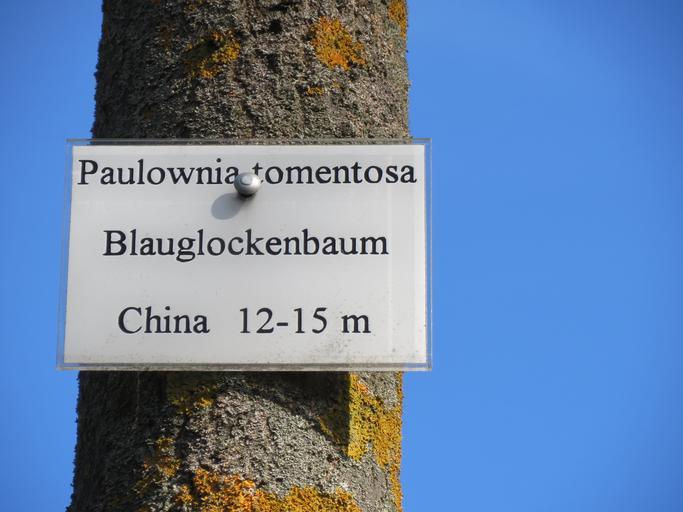 Paulownia tomentosa
Blauglockenbaum
China 12-15 m